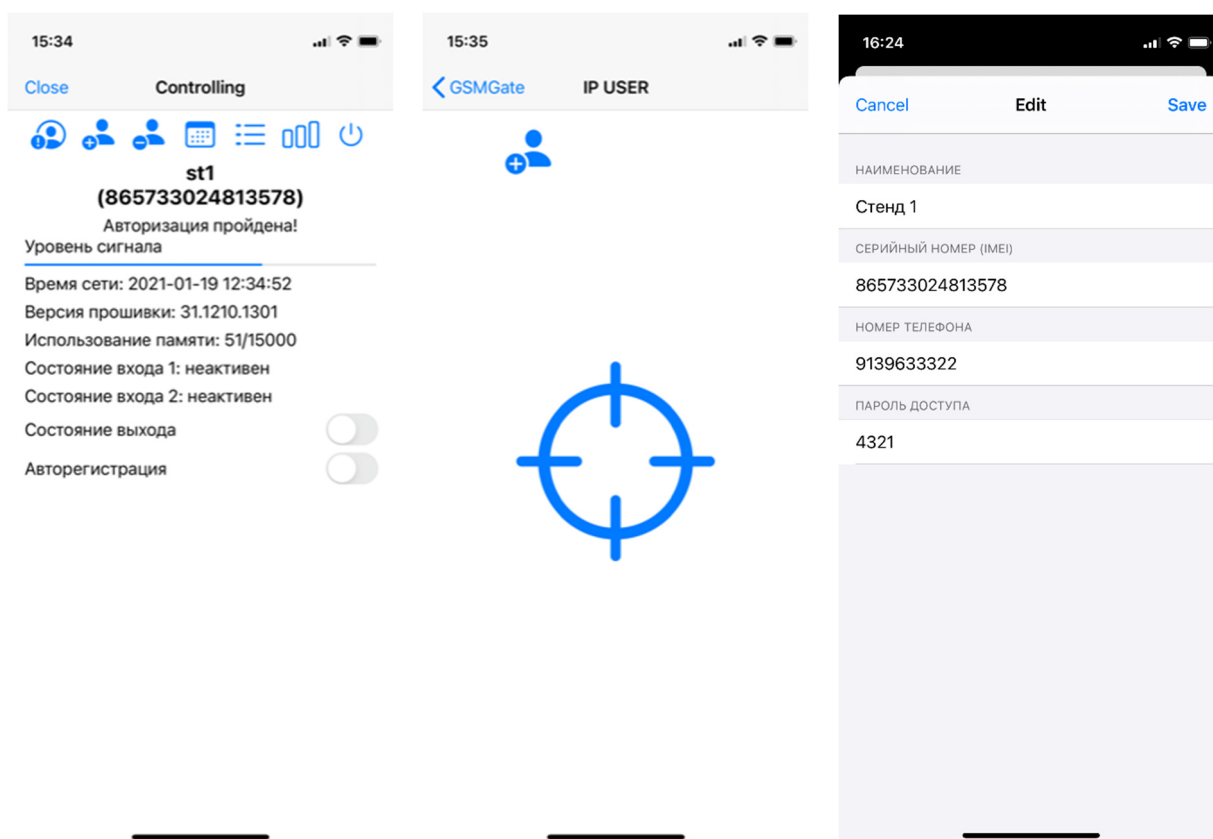 15:34
Close
Controlling
st1
(865733024813578)
Авторизация пройдена!
Уровень сигнала
Время сети: 2021-01-19 12:34:52
Версия прошивки: 31.1210.1301
Использование памяти: 51/15000
Состояние входа 1: неактивен
Состояние входа 2: неактивен
Состояние выхода
Авторегистрация
15:35
GSMGate
IP USER
16:24
Cancel
Edit
Save
НАИМЕНОВАНИЕ
Стенд 1
СЕРИЙНЫЙ НОМЕР (IMEI)
865733024813578
НОМЕР ТЕЛЕФОНА
9139633322
ПАРОЛЬ ДОСТУПА
4321